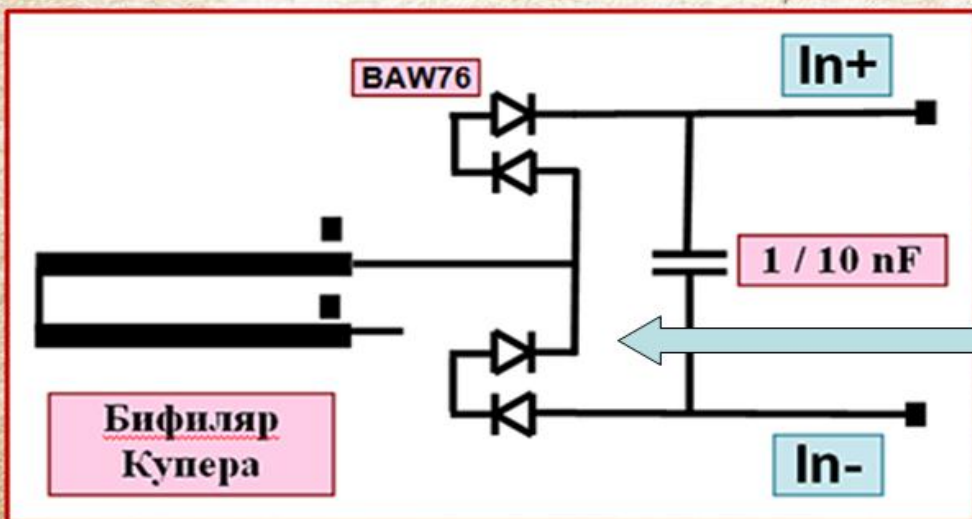 In+
BAW76
1 / 10 nF
Бифиляр
Купера
In-